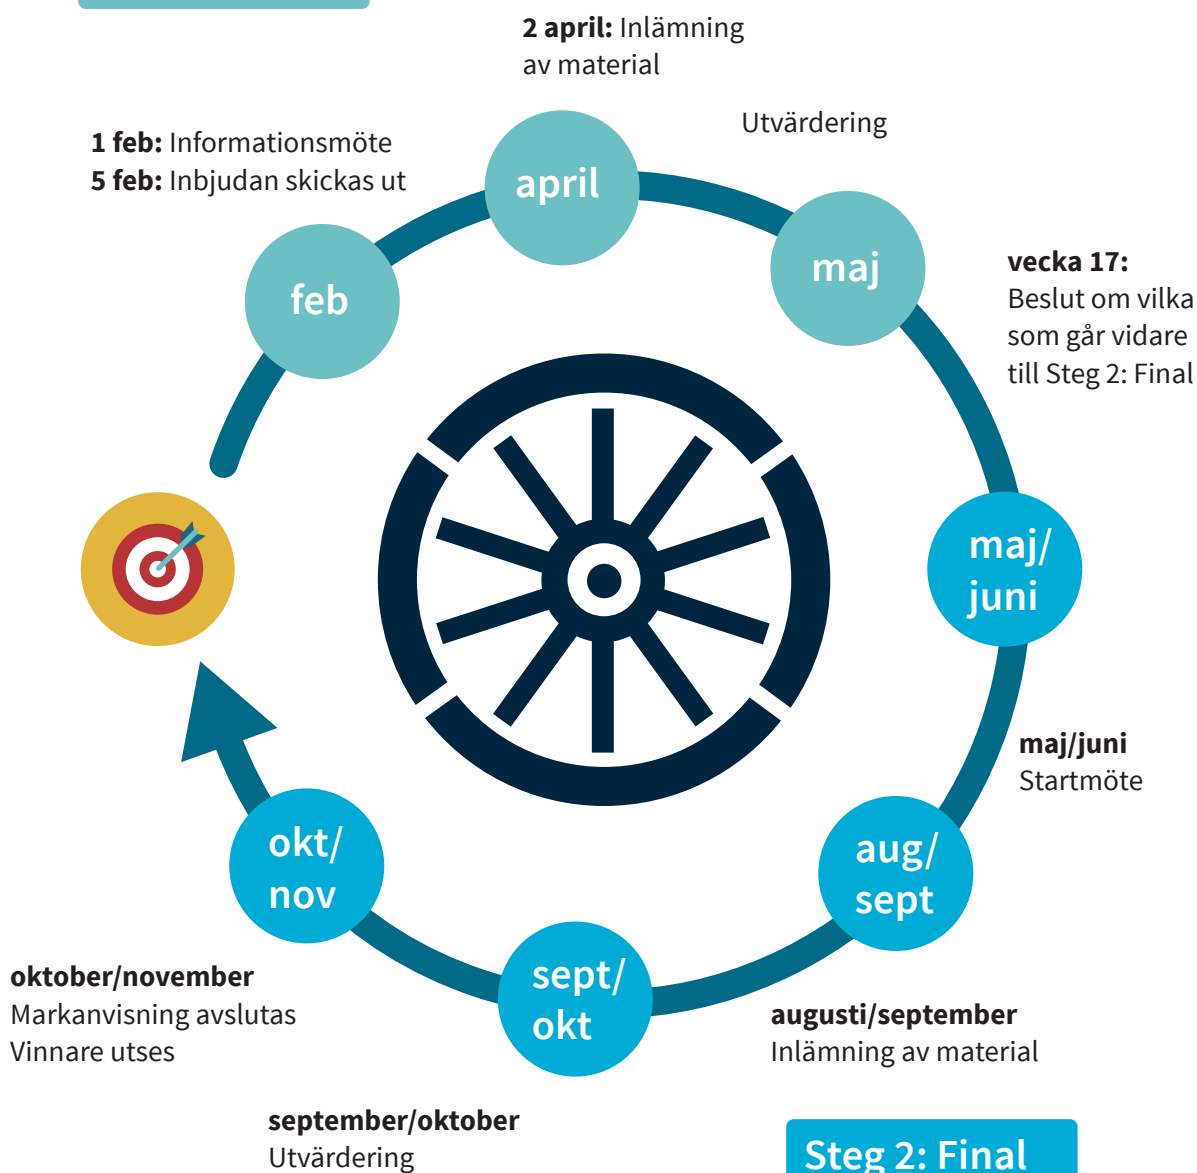 2 april: Inlämning
av material
1 feb: Informationsmöte
5 feb: Inbjudan skickas ut
april
Utvärdering
feb
maj
vecka 17:
Beslut om vilka
som går vidare
till Steg 2: Final
maj/
juni
maj/juni
Startmöte
aug/
sept
augusti/september
Inlämning av material
sept/
okt
september/oktober
Utvärdering
okt/
nov
oktober/november
Markanvisning avslutas
Vinnare utses
Steg 2: Final